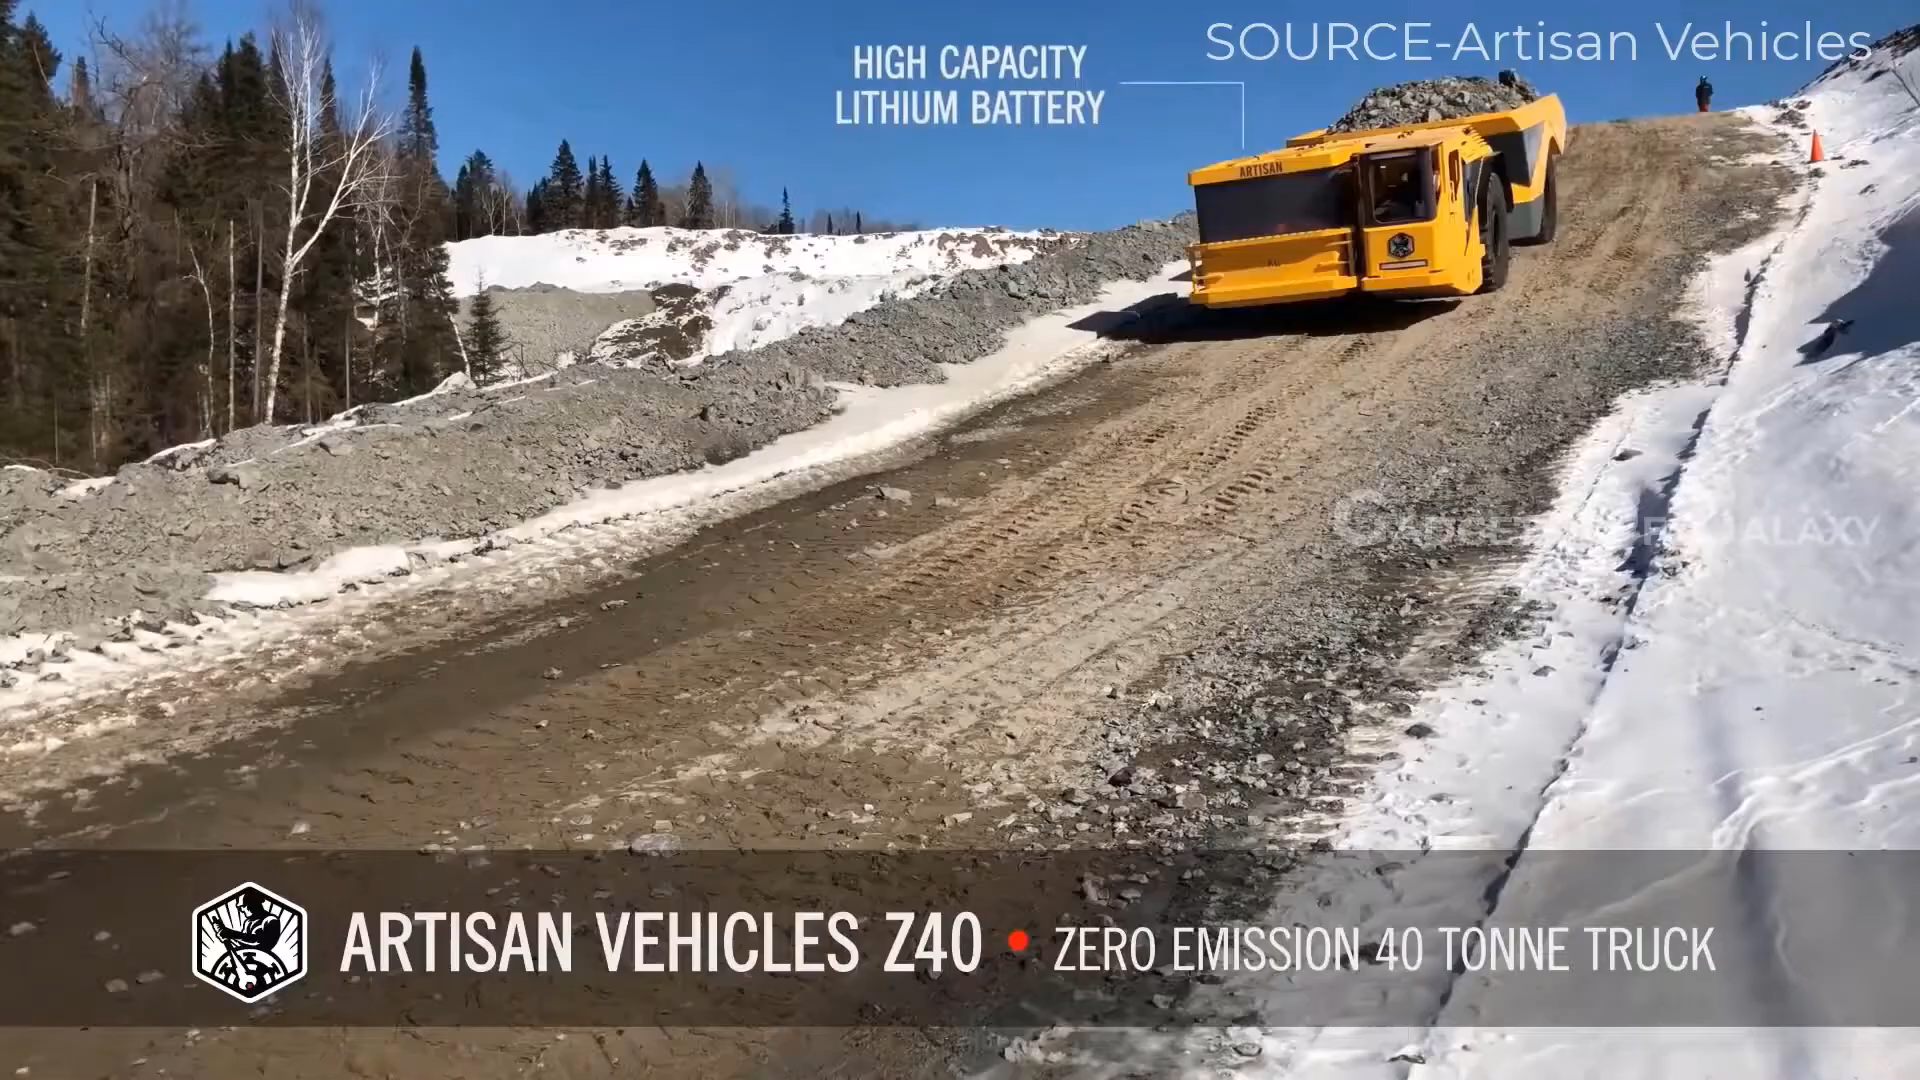 SOURCE-Artisan Vehicles
HIGH CAPACITY
LITHIUM BATTERY
ARTISAN
ARTISAN VEHICLES Z40 • ZERO EMISSION 40 TONNE TRUCK